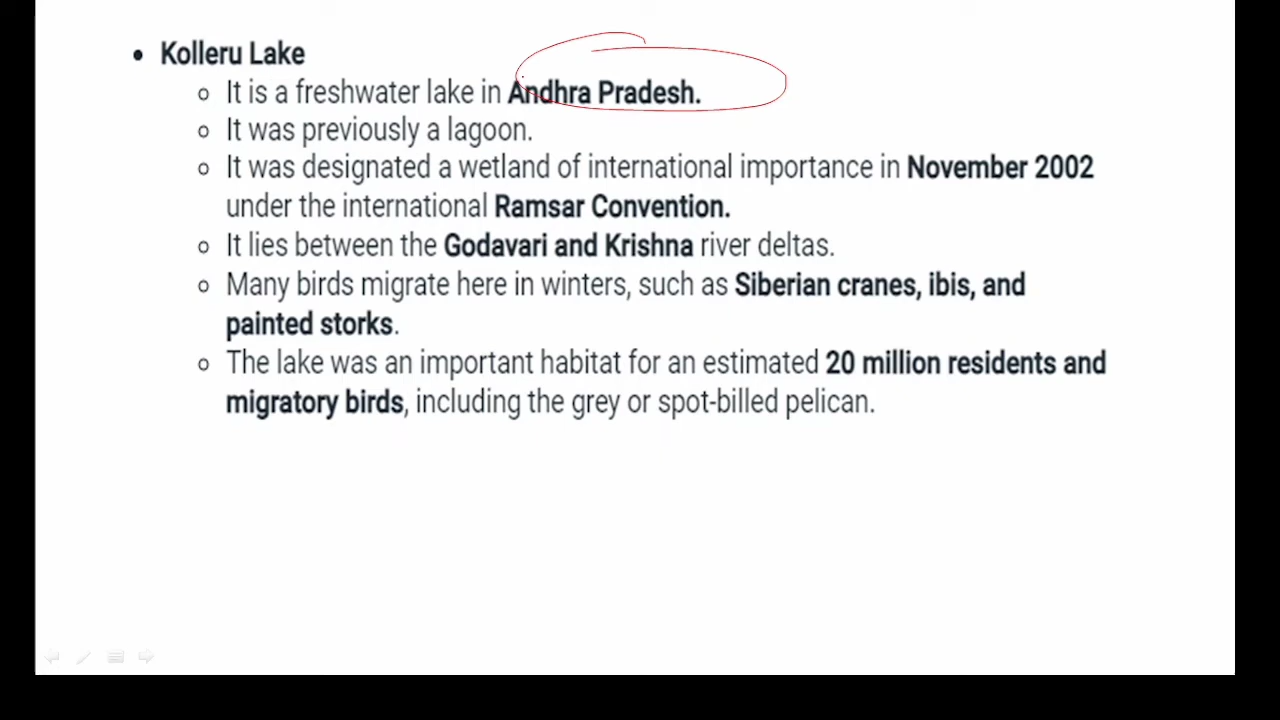 • Kolleru Lake
○ It is a freshwater lake in Andhra Pradesh.
○ It was previously a lagoon.
○ It was designated a wetland of international importance in November 2002
under the international Ramsar Convention.
○ It lies between the Godavari and Krishna river deltas.
○ Many birds migrate here in winters, such as Siberian cranes, ibis, and
painted storks.
○ The lake was an important habitat for an estimated 20 million residents and
migratory birds, including the grey or spot-billed pelican.